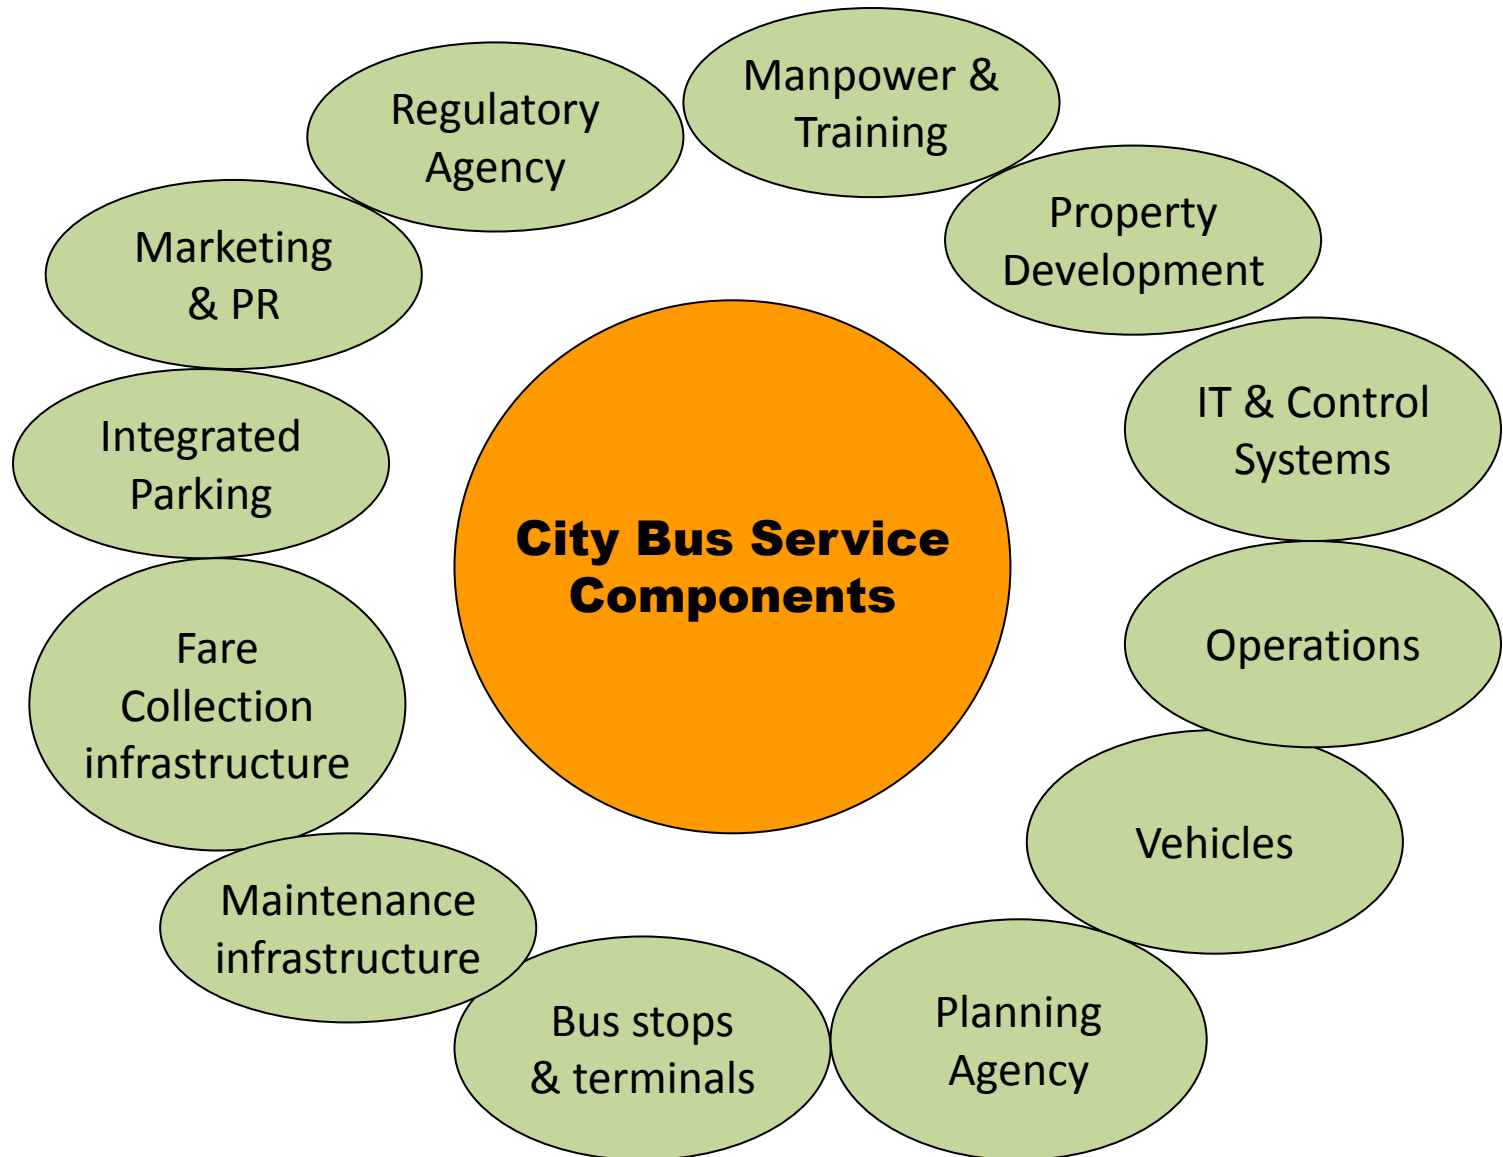 Manpower &
Training
Regulatory
Agency
Property
Development
Marketing
& PR
IT & Control
Systems
Integrated
Parking
City Bus Service
Components
Operations
Fare
Collection
infrastructure
Vehicles
Maintenance
infrastructure
Planning
Agency
Bus stops
& terminals